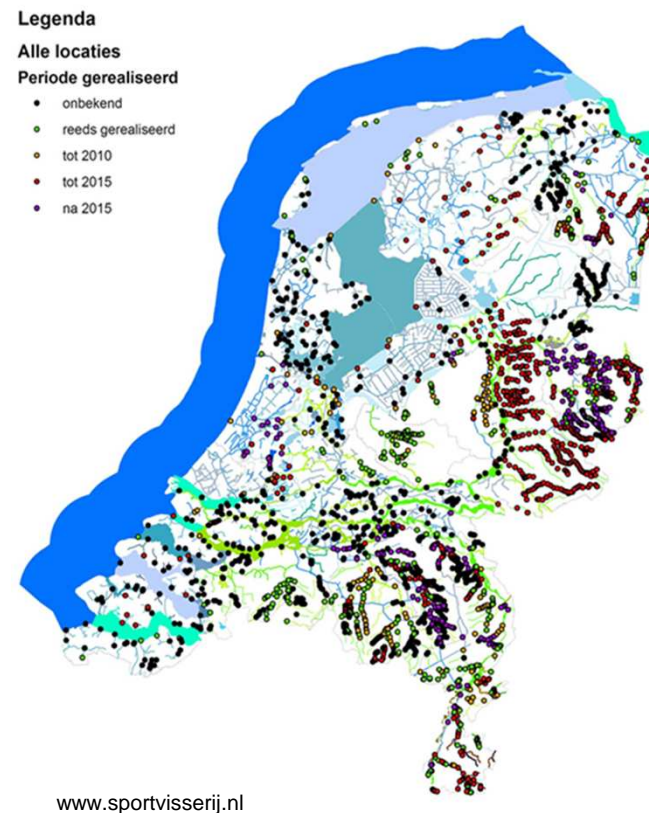 Legenda
Alle locaties
Periode gerealiseerd
onbekend
reeds gerealiseerd
tot 2010
tot 2015
na 2015
www.sportvisserij.nl